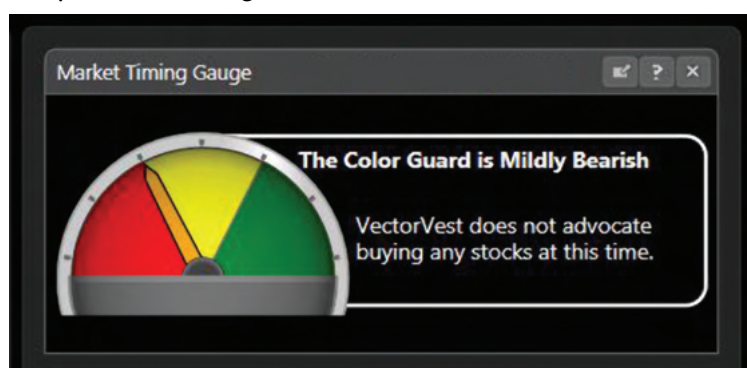 Market Timing Gauge
?
The Color Guard is Mildly Bearish
VectorVest does not advocate
buying any stocks at this time.